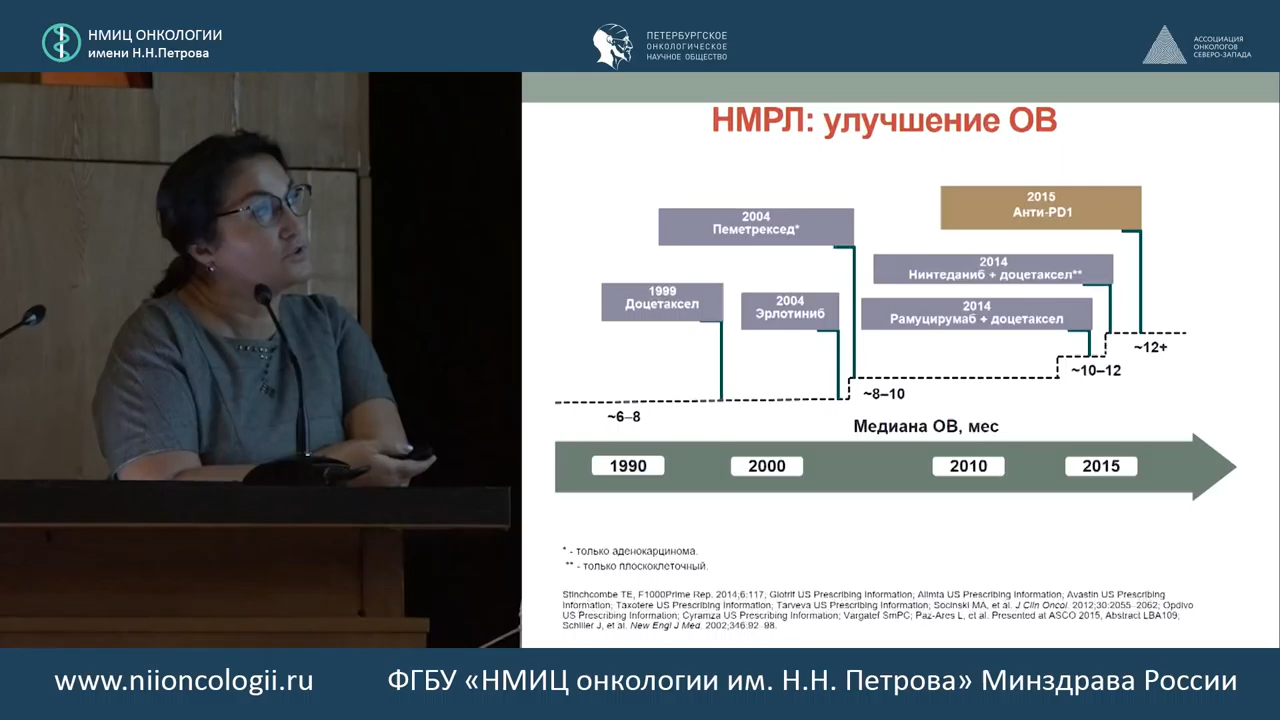 НМИЦ ОНКОЛОГИИ
имени Н.Н.Петрова
ПЕТЕРБУРГСКОЕ
ОНКОЛОГИЧЕСКОЕ
НАУЧНОЕ ОБЩЕСТВО
АССОЦИАЦИЯ
ОНКОЛОГОВ
СЕВЕРО-ЗАПАДА
НМРЛ: улучшение ОВ
2015
Анти-PD1
2004
Пеметрексед*
2014
Нинтеданиб + доцетаксел**
1999
Доцетаксел
2004
Эрлотиниб
2014
Рамуцирумаб + доцетаксел
~12+
~10–12
~8–10
~6–8
Медиана ОВ, мес
1990
2000
2010
2015
* - только аденокарцинома.
** - только плоскоклеточный.
Stinchcombe TE, F1000Prime Rep. 2014;6:117; Giotrif US Prescribing Information; Alimta US Prescribing Information; Avastin US Prescribing
Information; Taxotere US Prescribing Information; Tarveva US Prescribing Information; Socinski MA, et al. J Clin Oncol. 2012;30:2055–2062; Opdivo
US Prescribing Information; Cyramza US Prescribing Information; Vargatef SmPC; Paz-Ares L, et al. Presented at ASCO 2015, Abstract LBA109;
Schiller J, et al. New Engl J Med. 2002;346:92–98.
www.niioncologii.ru
ФГБУ «НМИЦ онкологии им. Н.Н. Петрова» Минздрава России